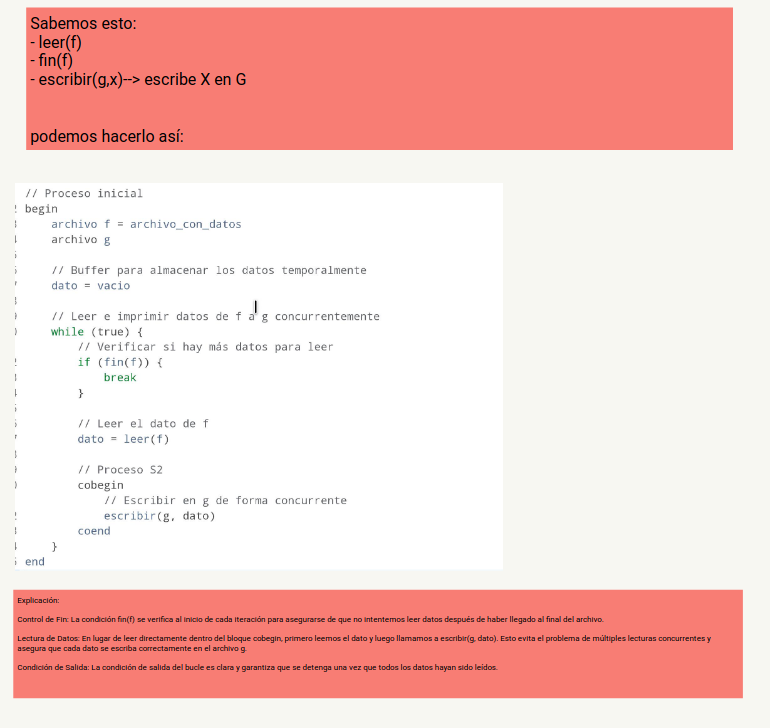 Sabemos esto:
- leer(f)
- fin(f)
- escribir(g,x)--> escribe X en G
podemos hacerlo así:
// Proceso inicial
begin
archivo f = archivo_con_datos
archivo g
// Buffer para almacenar los datos temporalmente
dato = vacio
// Leer e imprimir datos de f a g concurrentemente
while (true) {
// Verificar si hay más datos para leer
if (fin(f)) {
break
}
// Leer el dato de f
dato = leer(f)
// Proceso S2
cobegin
// Escribir en g de forma concurrente
escribir(g, dato)
coend
}
end
Explicación:
Control de Fin: La condición fin(f) se verifica al inicio de cada iteración para asegurarse de que no intentemos leer datos después de haber llegado al final del archivo.
Lectura de Datos: En lugar de leer directamente dentro del bloque cobegin, primero leemos el dato y luego llamamos a escribir(g, dato). Esto evita el problema de múltiples lecturas concurrentes y
asegura que cada dato se escriba correctamente en el archivo g.
Condición de Salida: La condición de salida del bucle es clara y garantiza que se detenga una vez que todos los datos hayan sido leídos.